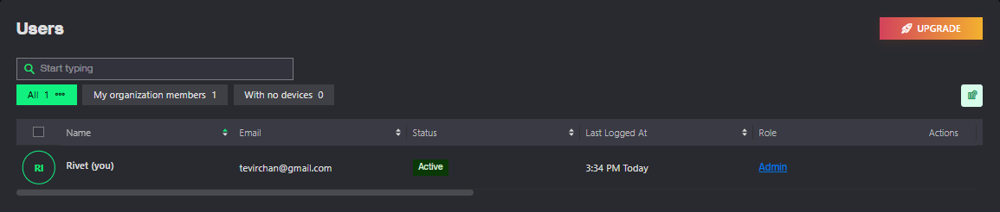 Users
UPGRADE
Start typing
All 1
My organization members 1
With no devices 0
Name Email Status Last Logged At Role Actions
RI Rivet (you) tevirchan@gmail.com Active 3:34 PM Today Admin